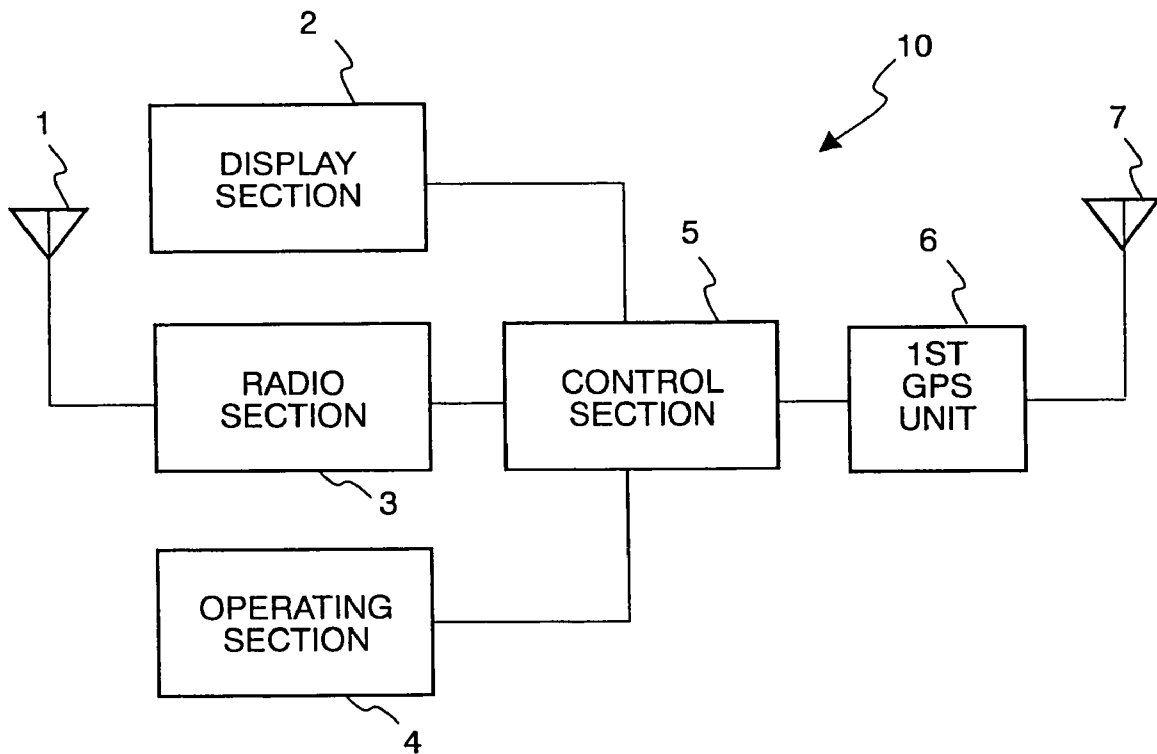 2
10
1
7
DISPLAY
SECTION
5
6
RADIO
SECTION
CONTROL
SECTION
1ST
GPS
UNIT
3
OPERATING
SECTION
4